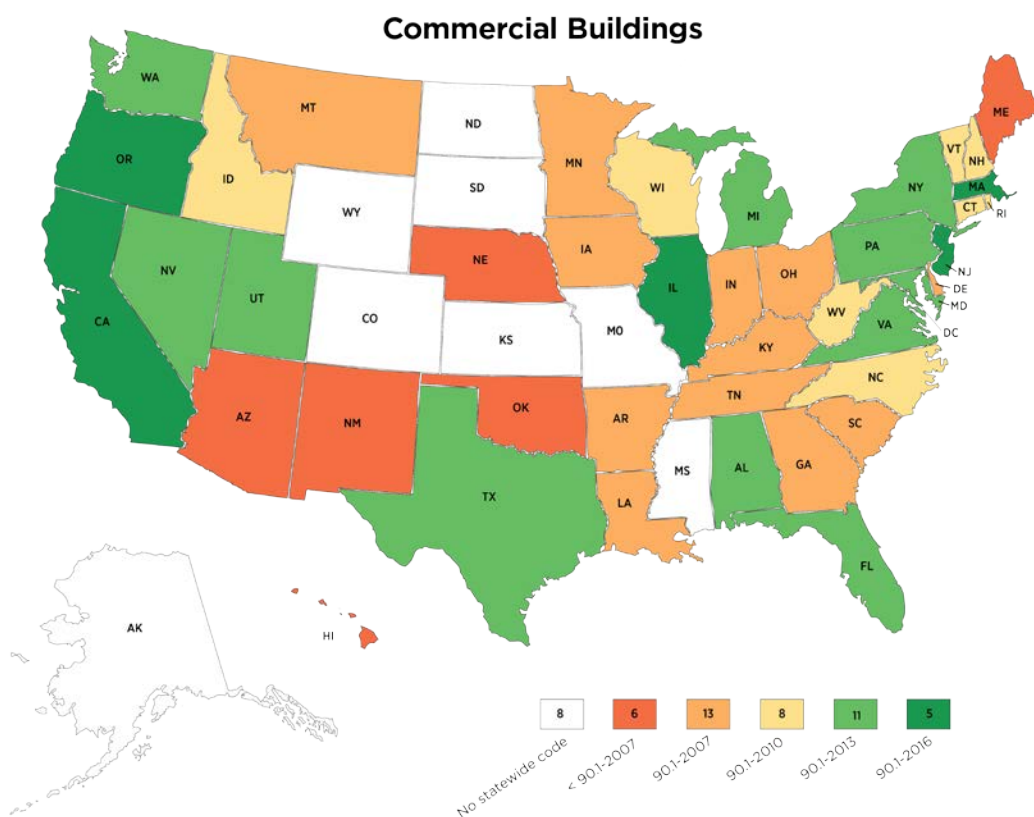 Commercial Buildings
WA
MT
ND
ME
OR
ID
MN
VT
NH
SD
WI
NY
MA
WY
MI
CT
RI
NE
IA
PA
NV
UT
CO
IL
IN
OH
NJ
DE
MD
CA
KS
MO
WV
VA
DC
KY
AZ
NM
OK
AR
TN
NC
SC
TX
LA
MS
AL
GA
FL
AK
HI
8
6
13
8
11
5
No statewide code
< 90.1-2007
90.1-2007
90.1-2010
90.1-2013
90.1-2016